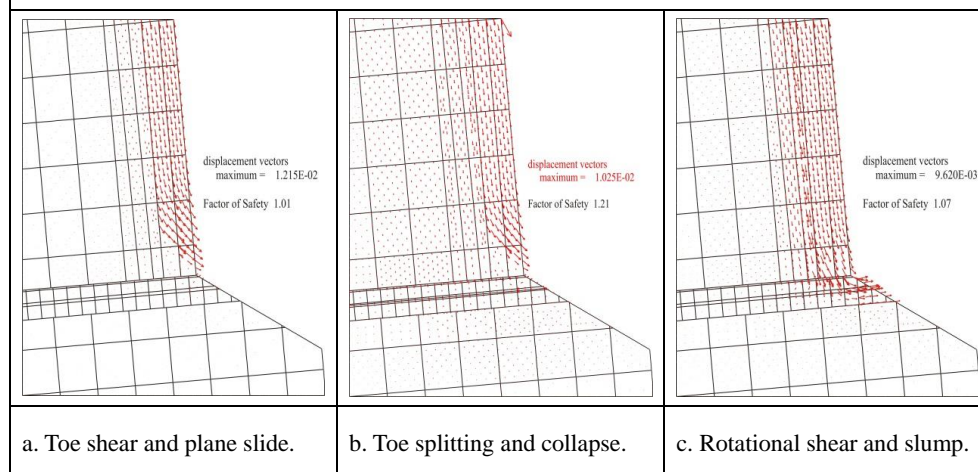 displacement vectors
maximum = 1.215E-02
Factor of Safety 1.01
displacement vectors
maximum = 1.025E-02
Factor of Safety 1.21
displacement vectors
maximum = 9.620E-03
Factor of Safety 1.07
a. Toe shear and plane slide.
b. Toe splitting and collapse.
c. Rotational shear and slump.